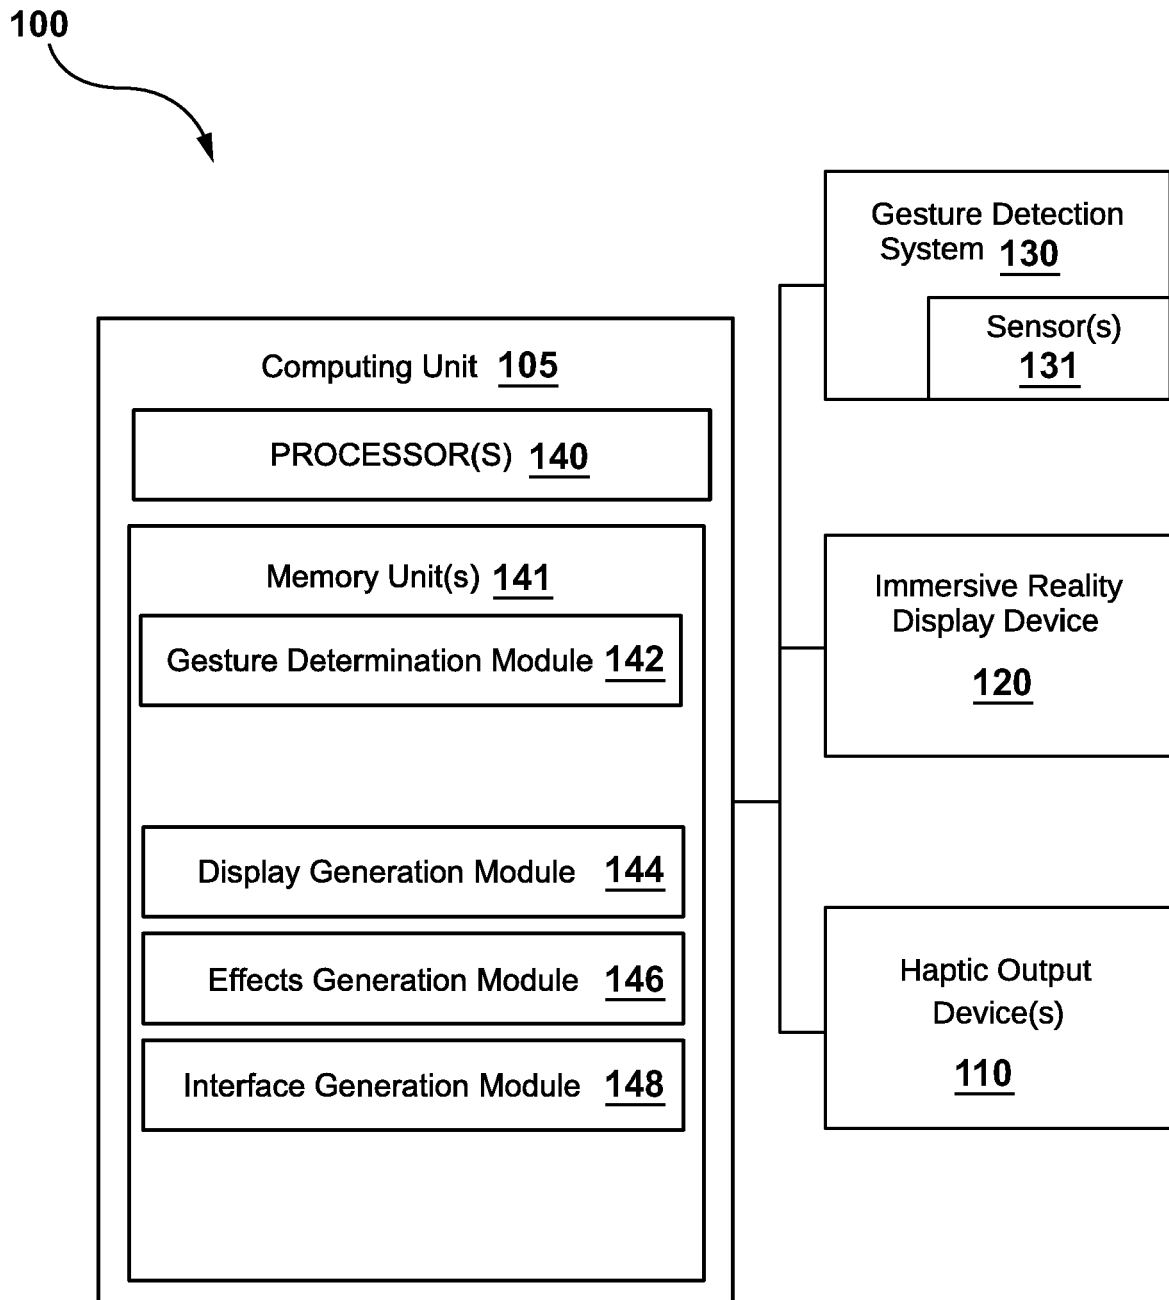 100
Gesture Detection
System 130
Sensor(s)
131
Computing Unit 105
PROCESSOR(S) 140
Memory Unit(s) 141
Gesture Determination Module 142
Display Generation Module 144
Effects Generation Module 146
Interface Generation Module 148
Immersive Reality
Display Device
120
Haptic Output
Device(s)
110